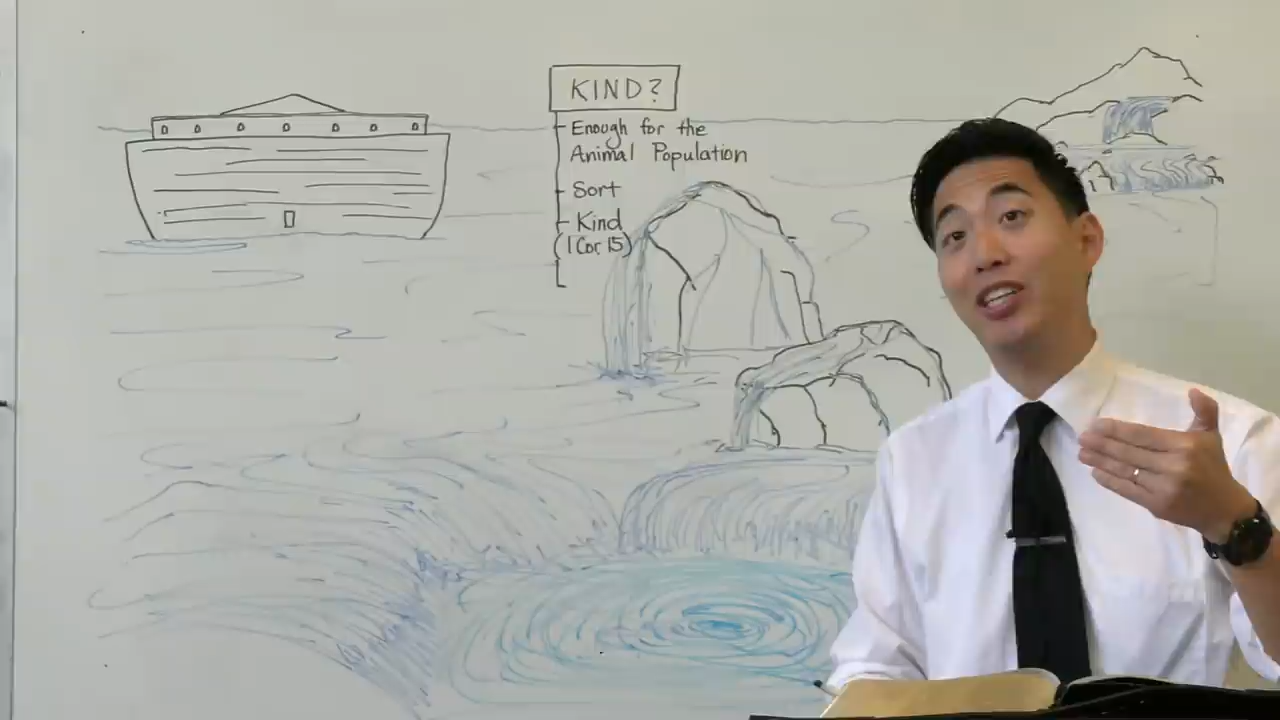 KIND?
- Enough for the
Animal Population
- Sort
- Kind
(1 Cor. 15)